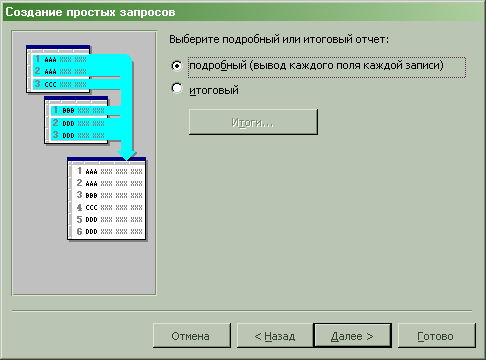 Создание простых запросов
Выберите подробный или итоговый отчет:
подробный (вывод каждого поля каждой записи)
итоговый
Итоги...
1 AAA XXX XXX
2 AAA XXX XXX
3 CCC XXX XXX
1 BBB XXX XXX
2 DDD XXX XXX
3 DDD XXX XXX
1 AAA XXX XXX XXX
2 AAA XXX XXX XXX
3 BBB XXX XXX XXX
4 CCC XXX XXX XXX
5 DDD XXX XXX XXX
6 DDD XXX XXX XXX
Отмена
< Назад
Далее >
Готово